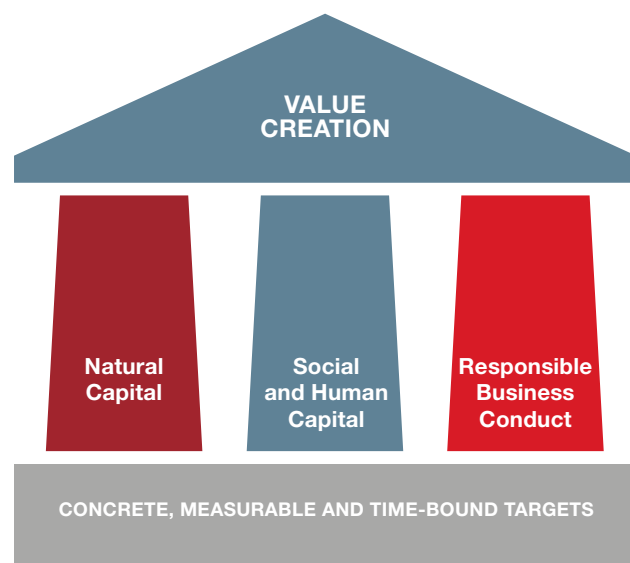 VALUE
CREATION
Natural
Capital
Social
and Human
Capital
Responsible
Business
Conduct
CONCRETE, MEASURABLE AND TIME-BOUND TARGETS